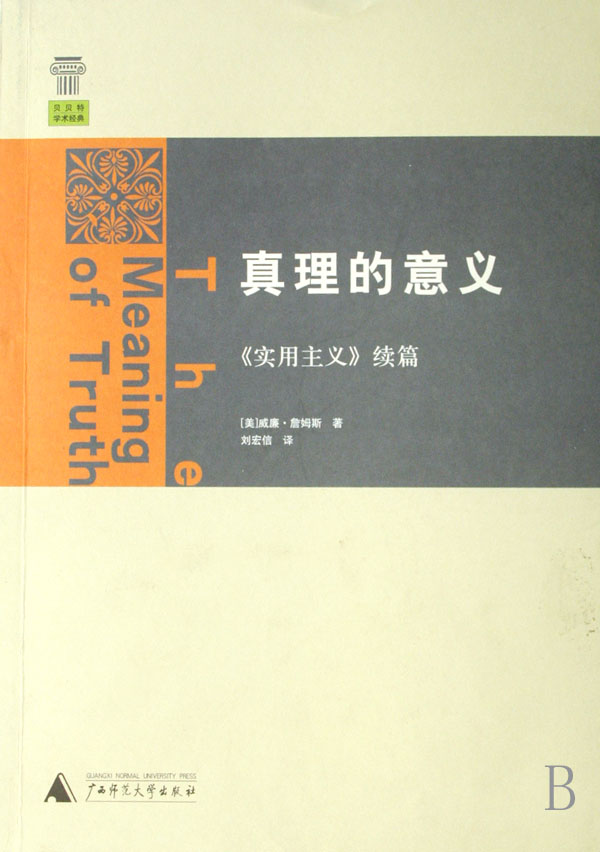 贝贝特
学术经典
The
Meaning
of Truth
真理的意义
《实用主义》续篇
[美]威廉·詹姆斯 著
刘宏信 译
GUANGXI NORMAL UNIVERSITY PRESS
广西师范大学出版社
B